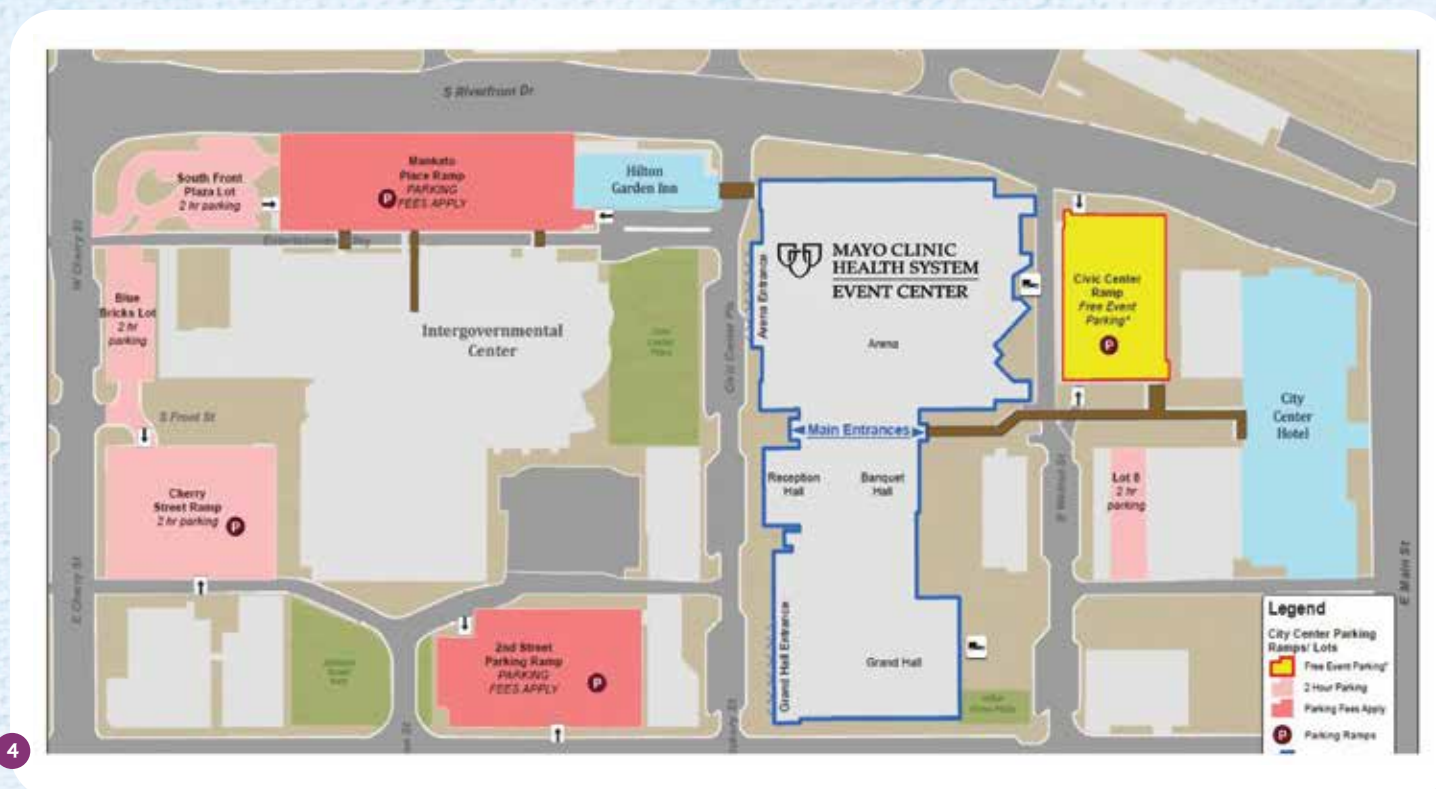 S Riverfront Dr
South Front
Plaza Lot
2 hr parking
Mankato
Place Ramp
PARKING
FEES APPLY
P
Hilton
Garden Inn
W Cherry St
Blue
Bricks Lot
2 hr
parking
Intergovernmental
Center
Civic Center Plz
Arena Entrance
MAYO CLINIC
HEALTH SYSTEM
EVENT CENTER
Arena
Civic Center
Ramp
Free Event
Parking*
P
City
Center
Hotel
S Front St
Main Entrances
Reception
Hall
Banquet
Hall
Lot 8
2 hr
parking
Cherry
Street Ramp
2 hr parking
P
E Cherry St
E Main St
2nd Street
Parking Ramp
PARKING
FEES APPLY
P
Grand Hall Entrance
Grand Hall
Legend
City Center Parking
Ramps/ Lots
Free Event Parking*
2 Hour Parking
Parking Fees Apply
P Parking Ramps
4